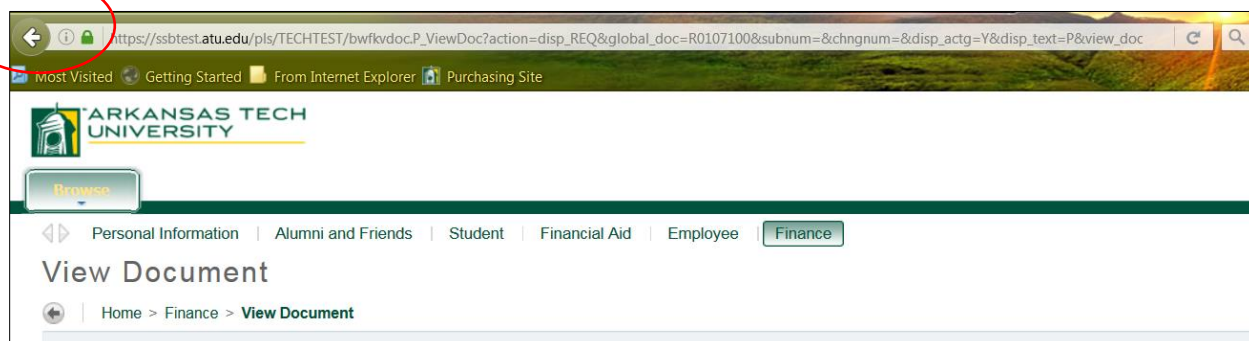 https://ssbtest.atu.edu/pls/TECHTEST/bwfkvdoc.P_ViewDoc?action=disp_REQ&global_doc=R0107100&subnum=&chngnum=&disp_actg=Y&disp_text=P&view_doc
Most Visited Getting Started From Internet Explorer Purchasing Site
ARKANSAS TECH
UNIVERSITY
Browse
Personal Information | Alumni and Friends | Student | Financial Aid | Employee | Finance
View Document
Home > Finance > View Document